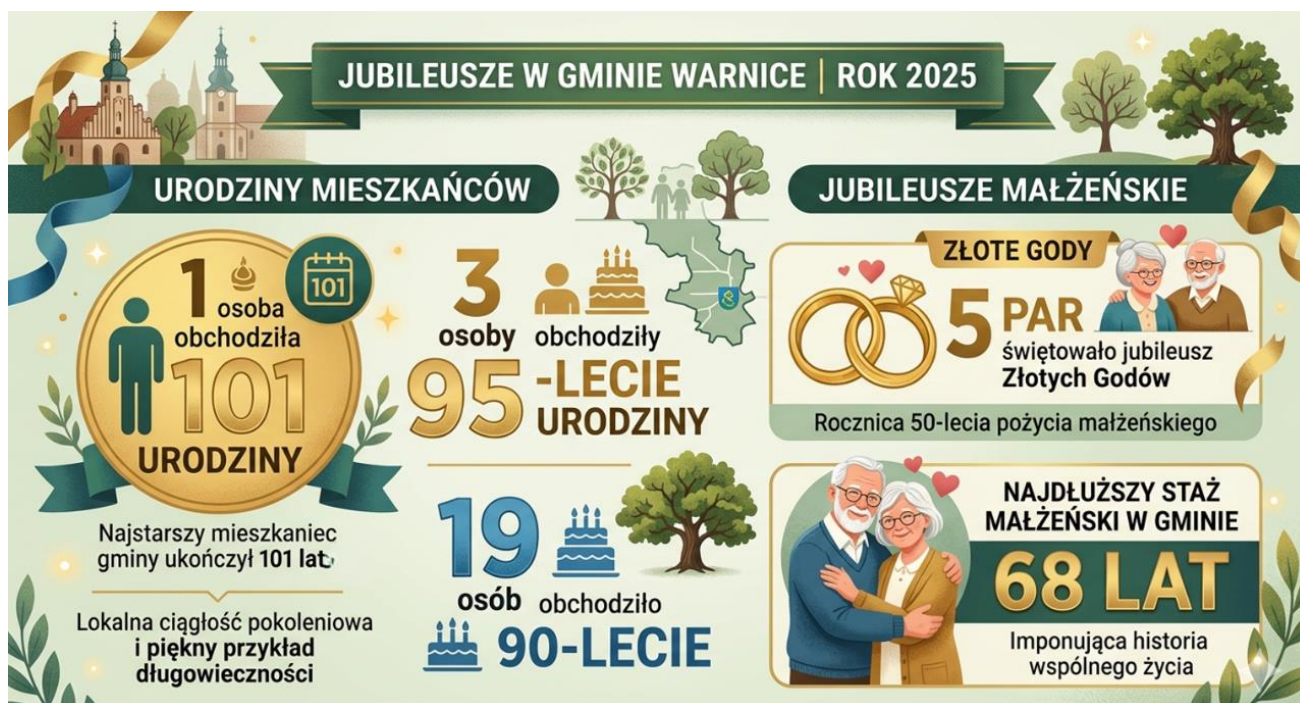 JUBILEUSZE W GMINIE WARNICE | ROK 2025
URODZINY MIESZKAŃCÓW
1 osoba
obchodziła
101
101
URODZINY
Najstarszy mieszkaniec
gminy ukończył 101 lat
Lokalna ciągłość pokoleniowa
i piękny przykład
długowieczności
3
osoby obchodziły
95-LECIE
URODZINY
19
osób obchodziło
90-LECIE
JUBILEUSZE MAŁŻEŃSKIE
ZŁOTE GODY
5 PAR
świętowało jubileusz
Złotych Godów
Rocznica 50-lecia pożycia małżeńskiego
NAJDŁUŻSZY STAŻ
MAŁŻEŃSKI W GMINIE
68 LAT
Imponująca historia
wspólnego życia